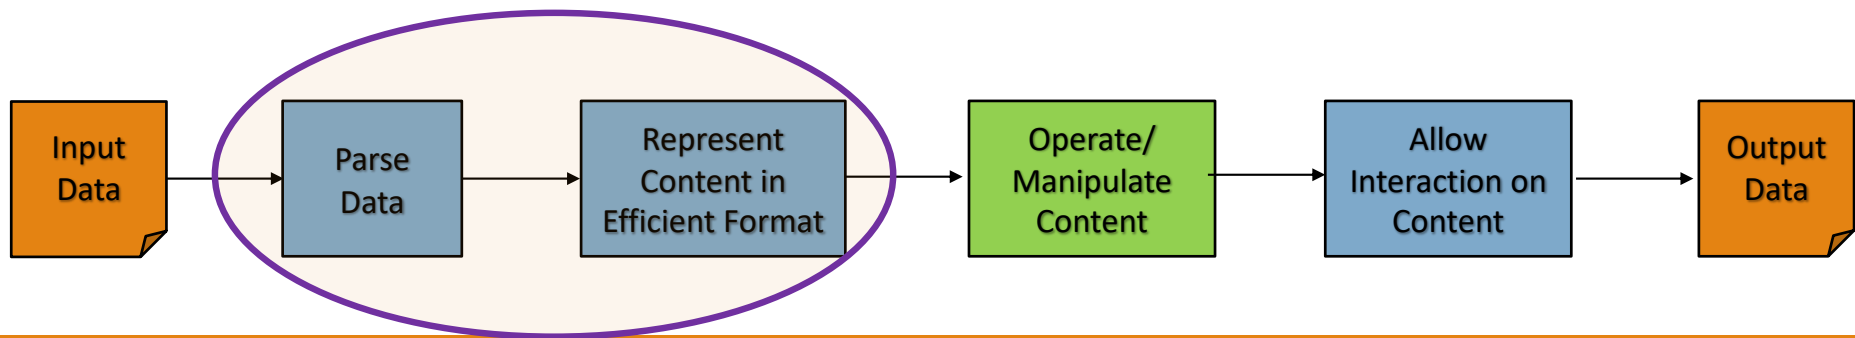 Input
Data
Parse
Data
Represent
Content in
Efficient Format
Operate/
Manipulate
Content
Allow
Interaction on
Content
Output
Data